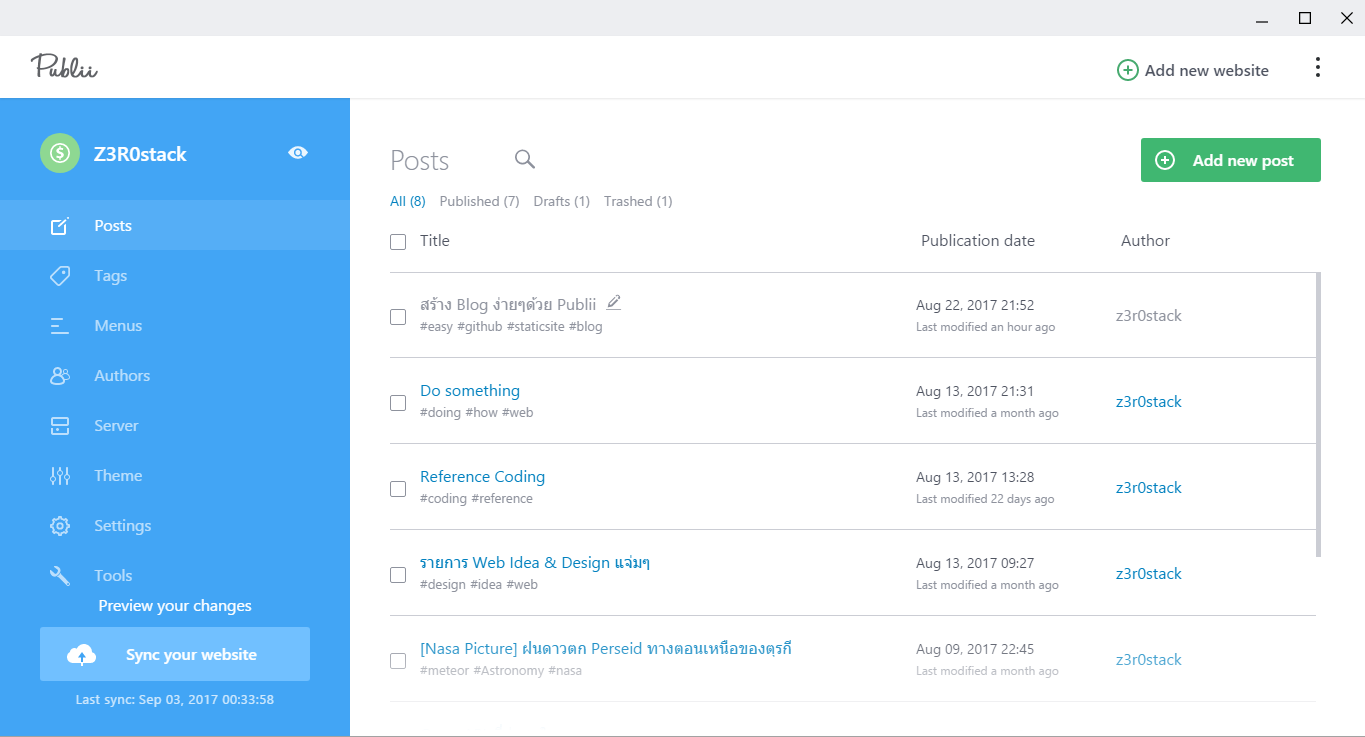 Publii
Add new website
Z3R0stack
Posts
Tags
Menus
Authors
Server
Theme
Settings
Tools
Preview your changes
Sync your website
Last sync: Sep 03, 2017 00:33:58
Posts
Add new post
All (8) Published (7) Drafts (1) Trashed (1)
Title Publication date Author
สร้าง Blog ง่ายๆด้วย Publii Aug 22, 2017 21:52 z3r0stack
#easy #github #staticsite #blog Last modified an hour ago
Do something Aug 13, 2017 21:31 z3r0stack
#doing #how #web Last modified a month ago
Reference Coding Aug 13, 2017 13:28 z3r0stack
#coding #reference Last modified 22 days ago
รายการ Web Idea & Design แจ่มๆ Aug 13, 2017 09:27 z3r0stack
#design #idea #web Last modified a month ago
[Nasa Picture] ฝนดาวตก Perseid ทางตอนเหนือของตุรกี Aug 09, 2017 22:45 z3r0stack
#meteor #Astronomy #nasa Last modified a month ago